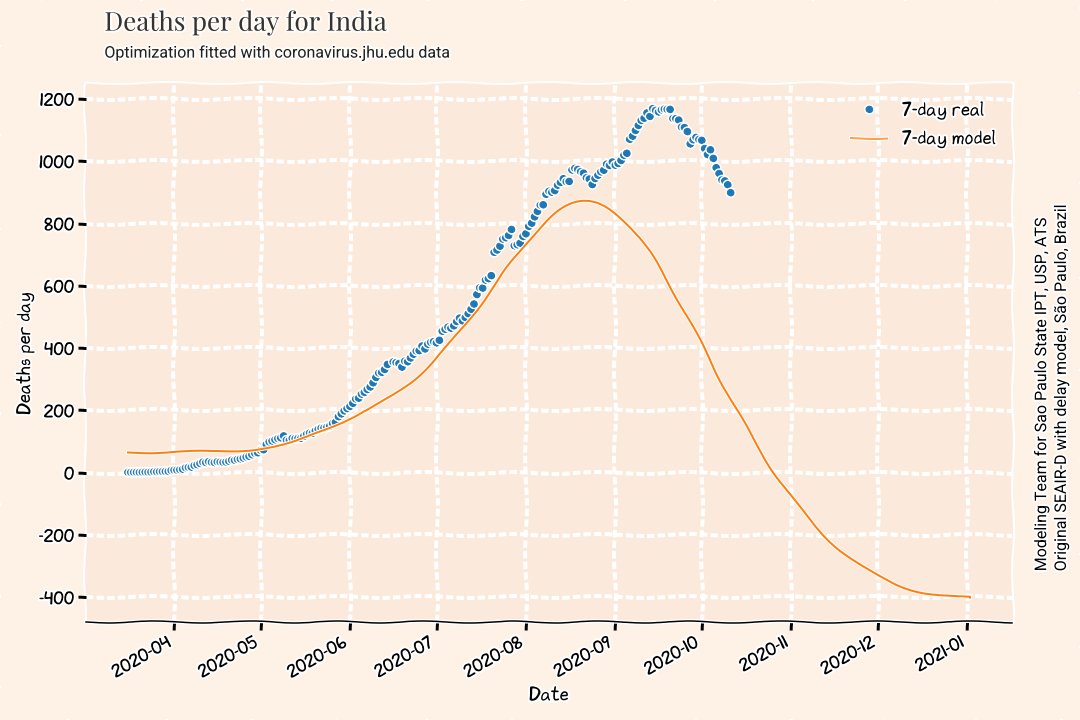 Deaths per day for India
Optimization fitted with coronavirus.jhu.edu data
7-day real
7-day model
1200
1000
800
600
400
200
0
-200
-400
Deaths per day
2020-04
2020-05
2020-06
2020-07
2020-08
2020-09
2020-10
2020-11
2020-12
2021-01
Date
Modeling Team for Sao Paulo State IPT, USP, ATS
Original SEAIR-D with delay model, São Paulo, Brazil